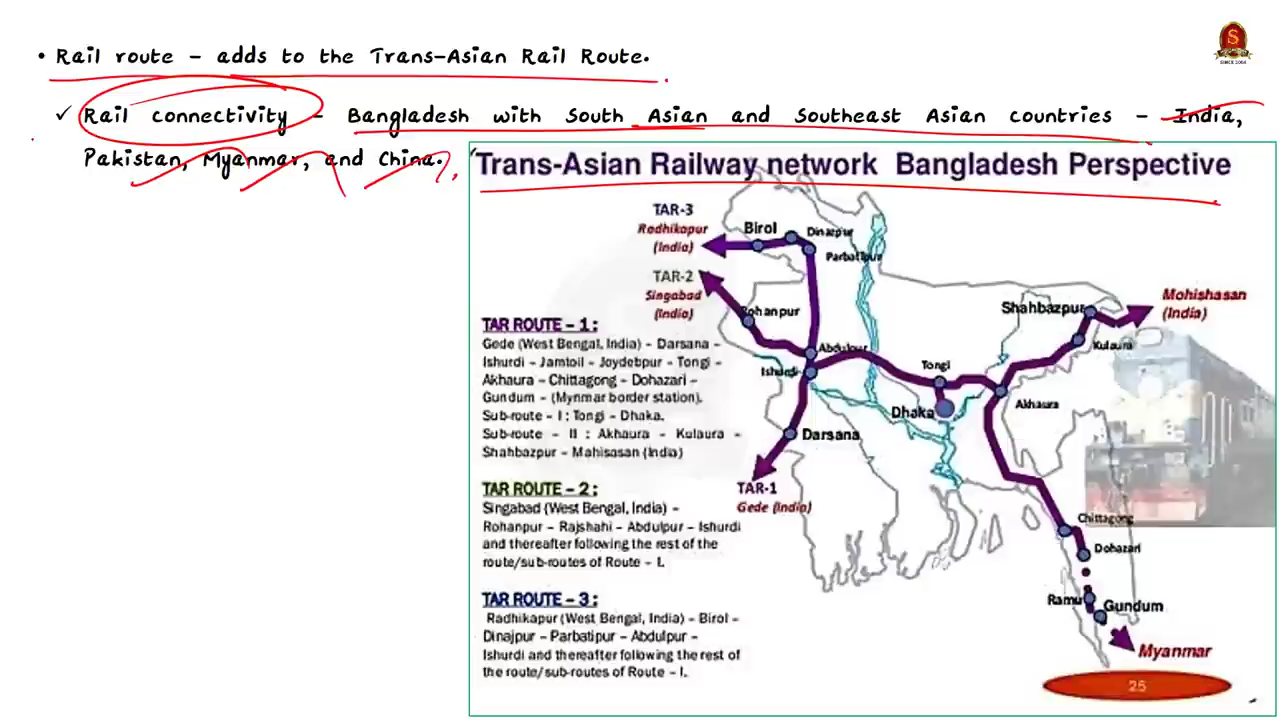 • Rail route – adds to the Trans-Asian Rail Route.
✓ Rail connectivity – Bangladesh with South Asian and Southeast Asian countries – India,
Pakistan, Myanmar, and China.
Trans-Asian Railway network Bangladesh Perspective
TAR-3
Radhikapur
(India)
Birol
Dinazpur
Parbatipur
TAR-2
Singabad
(India)
Rohanpur
Abdulpur
Ishurdi
Darsana
TAR-1
Gede (India)
Tongi
Dhaka
Akhaura
Shahbazpur
Kulaura
Mohishasan
(India)
Chittagong
Dohazari
Ramu
Gundum
Myanmar
TAR ROUTE – 1 :
Gede (West Bengal, India) – Darsana –
Ishurdi – Jamtoil – Joydebpur – Tongi –
Akhaura – Chittagong – Dohazari –
Gundum – (Mynmar border station).
Sub-route – I : Tongi – Dhaka.
Sub-route – II : Akhaura – Kulaura –
Shahbazpur – Mahisasan (India)
TAR ROUTE – 2 :
Singabad (West Bengal, India) –
Rohanpur – Rajshahi – Abdulpur – Ishurdi
and thereafter following the rest of the
route/sub-routes of Route – I.
TAR ROUTE – 3 :
Radhikapur (West Bengal, India) – Birol –
Dinajpur – Parbatipur – Abdulpur –
Ishurdi and thereafter following the rest of
the route/sub-routes of Route – I.
25
S
SINCE 2004